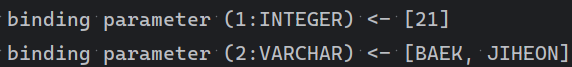 binding parameter (1:INTEGER) <- [21]
binding parameter (2:VARCHAR) <- [BAEK, JIHEON]